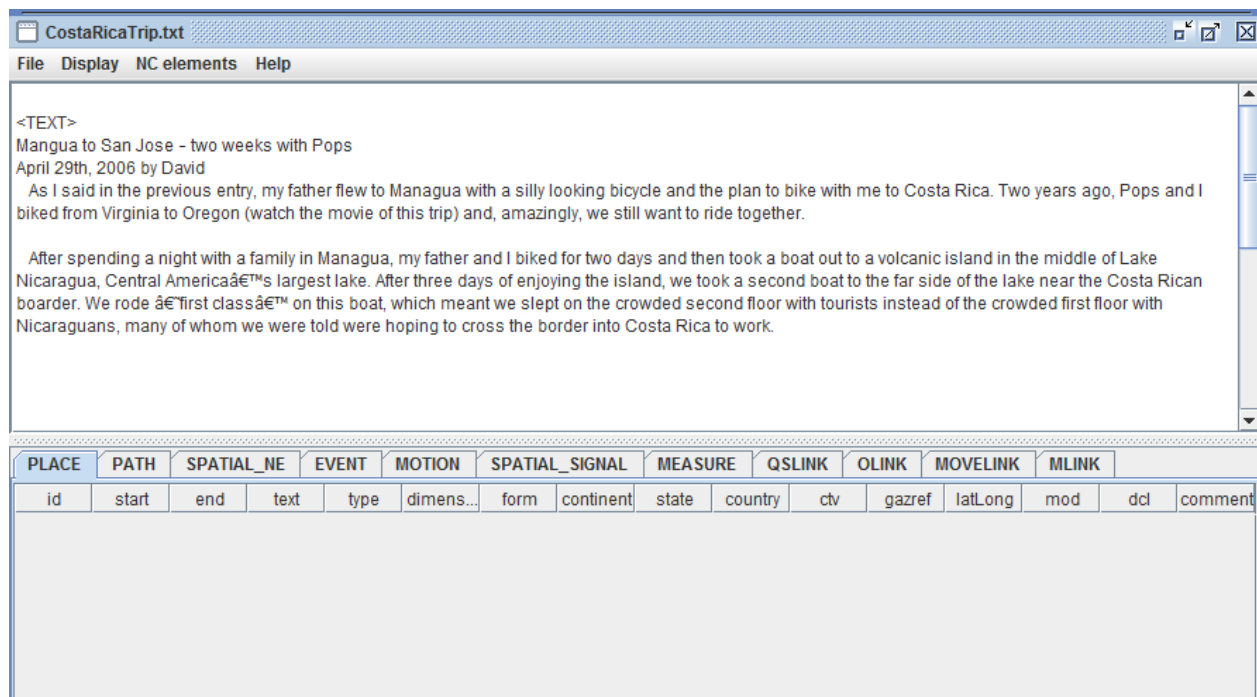 CostaRicaTrip.txt
File Display NC elements Help
<TEXT>
Mangua to San Jose - two weeks with Pops
April 29th, 2006 by David
As I said in the previous entry, my father flew to Managua with a silly looking bicycle and the plan to bike with me to Costa Rica. Two years ago, Pops and I
biked from Virginia to Oregon (watch the movie of this trip) and, amazingly, we still want to ride together.
After spending a night with a family in Managua, my father and I biked for two days and then took a boat out to a volcanic island in the middle of Lake
Nicaragua, Central Americaâ€™s largest lake. After three days of enjoying the island, we took a second boat to the far side of the lake near the Costa Rican
boarder. We rode â€˜first classâ€™ on this boat, which meant we slept on the crowded second floor with tourists instead of the crowded first floor with
Nicaraguans, many of whom we were told were hoping to cross the border into Costa Rica to work.
PLACE PATH SPATIAL_NE EVENT MOTION SPATIAL_SIGNAL MEASURE QSLINK OLINK MOVELINK MLINK
id start end text type dimens... form continent state country ctv gazref latLong mod dcl comment